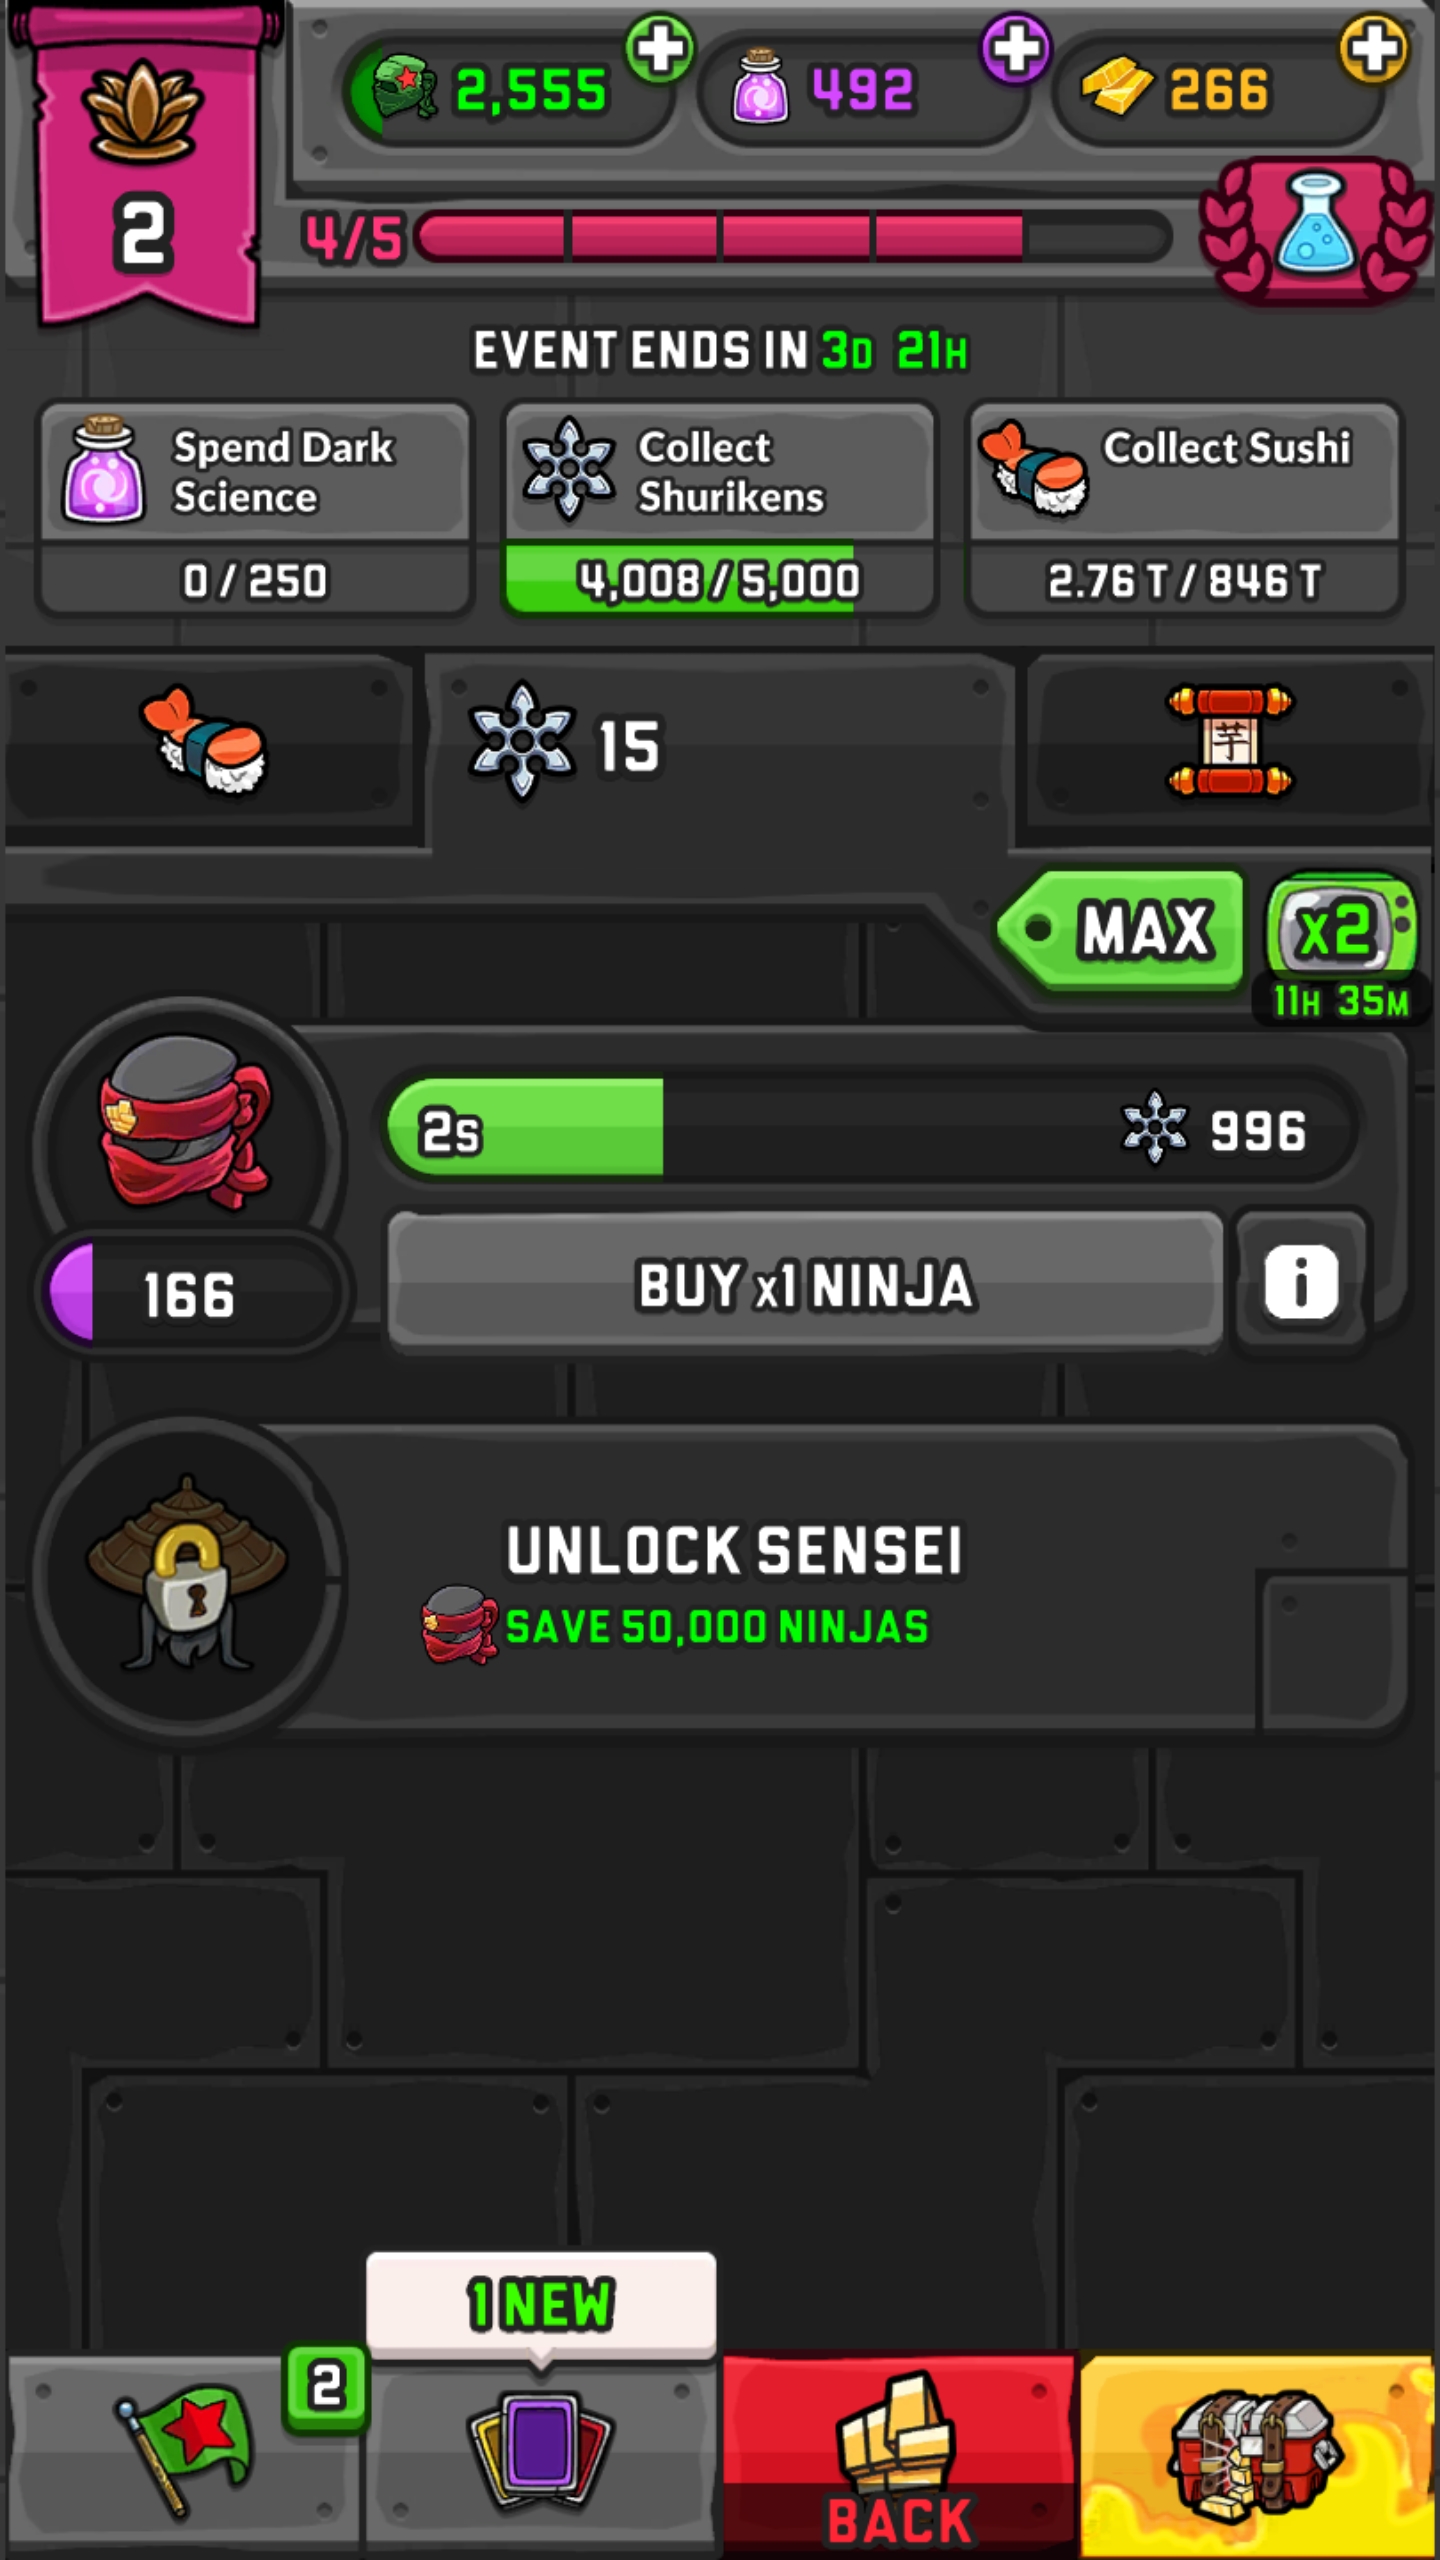 2,555
492
266
2
4/5
EVENT ENDS IN 3D 21H
Spend Dark
Science
0 / 250
Collect
Shurikens
4,008 / 5,000
Collect Sushi
2.76 T / 846 T
15
芋
MAX
x2
11H 35M
2s
996
166
BUY x1 NINJA
i
UNLOCK SENSEI
SAVE 50,000 NINJAS
1 NEW
2
BACK